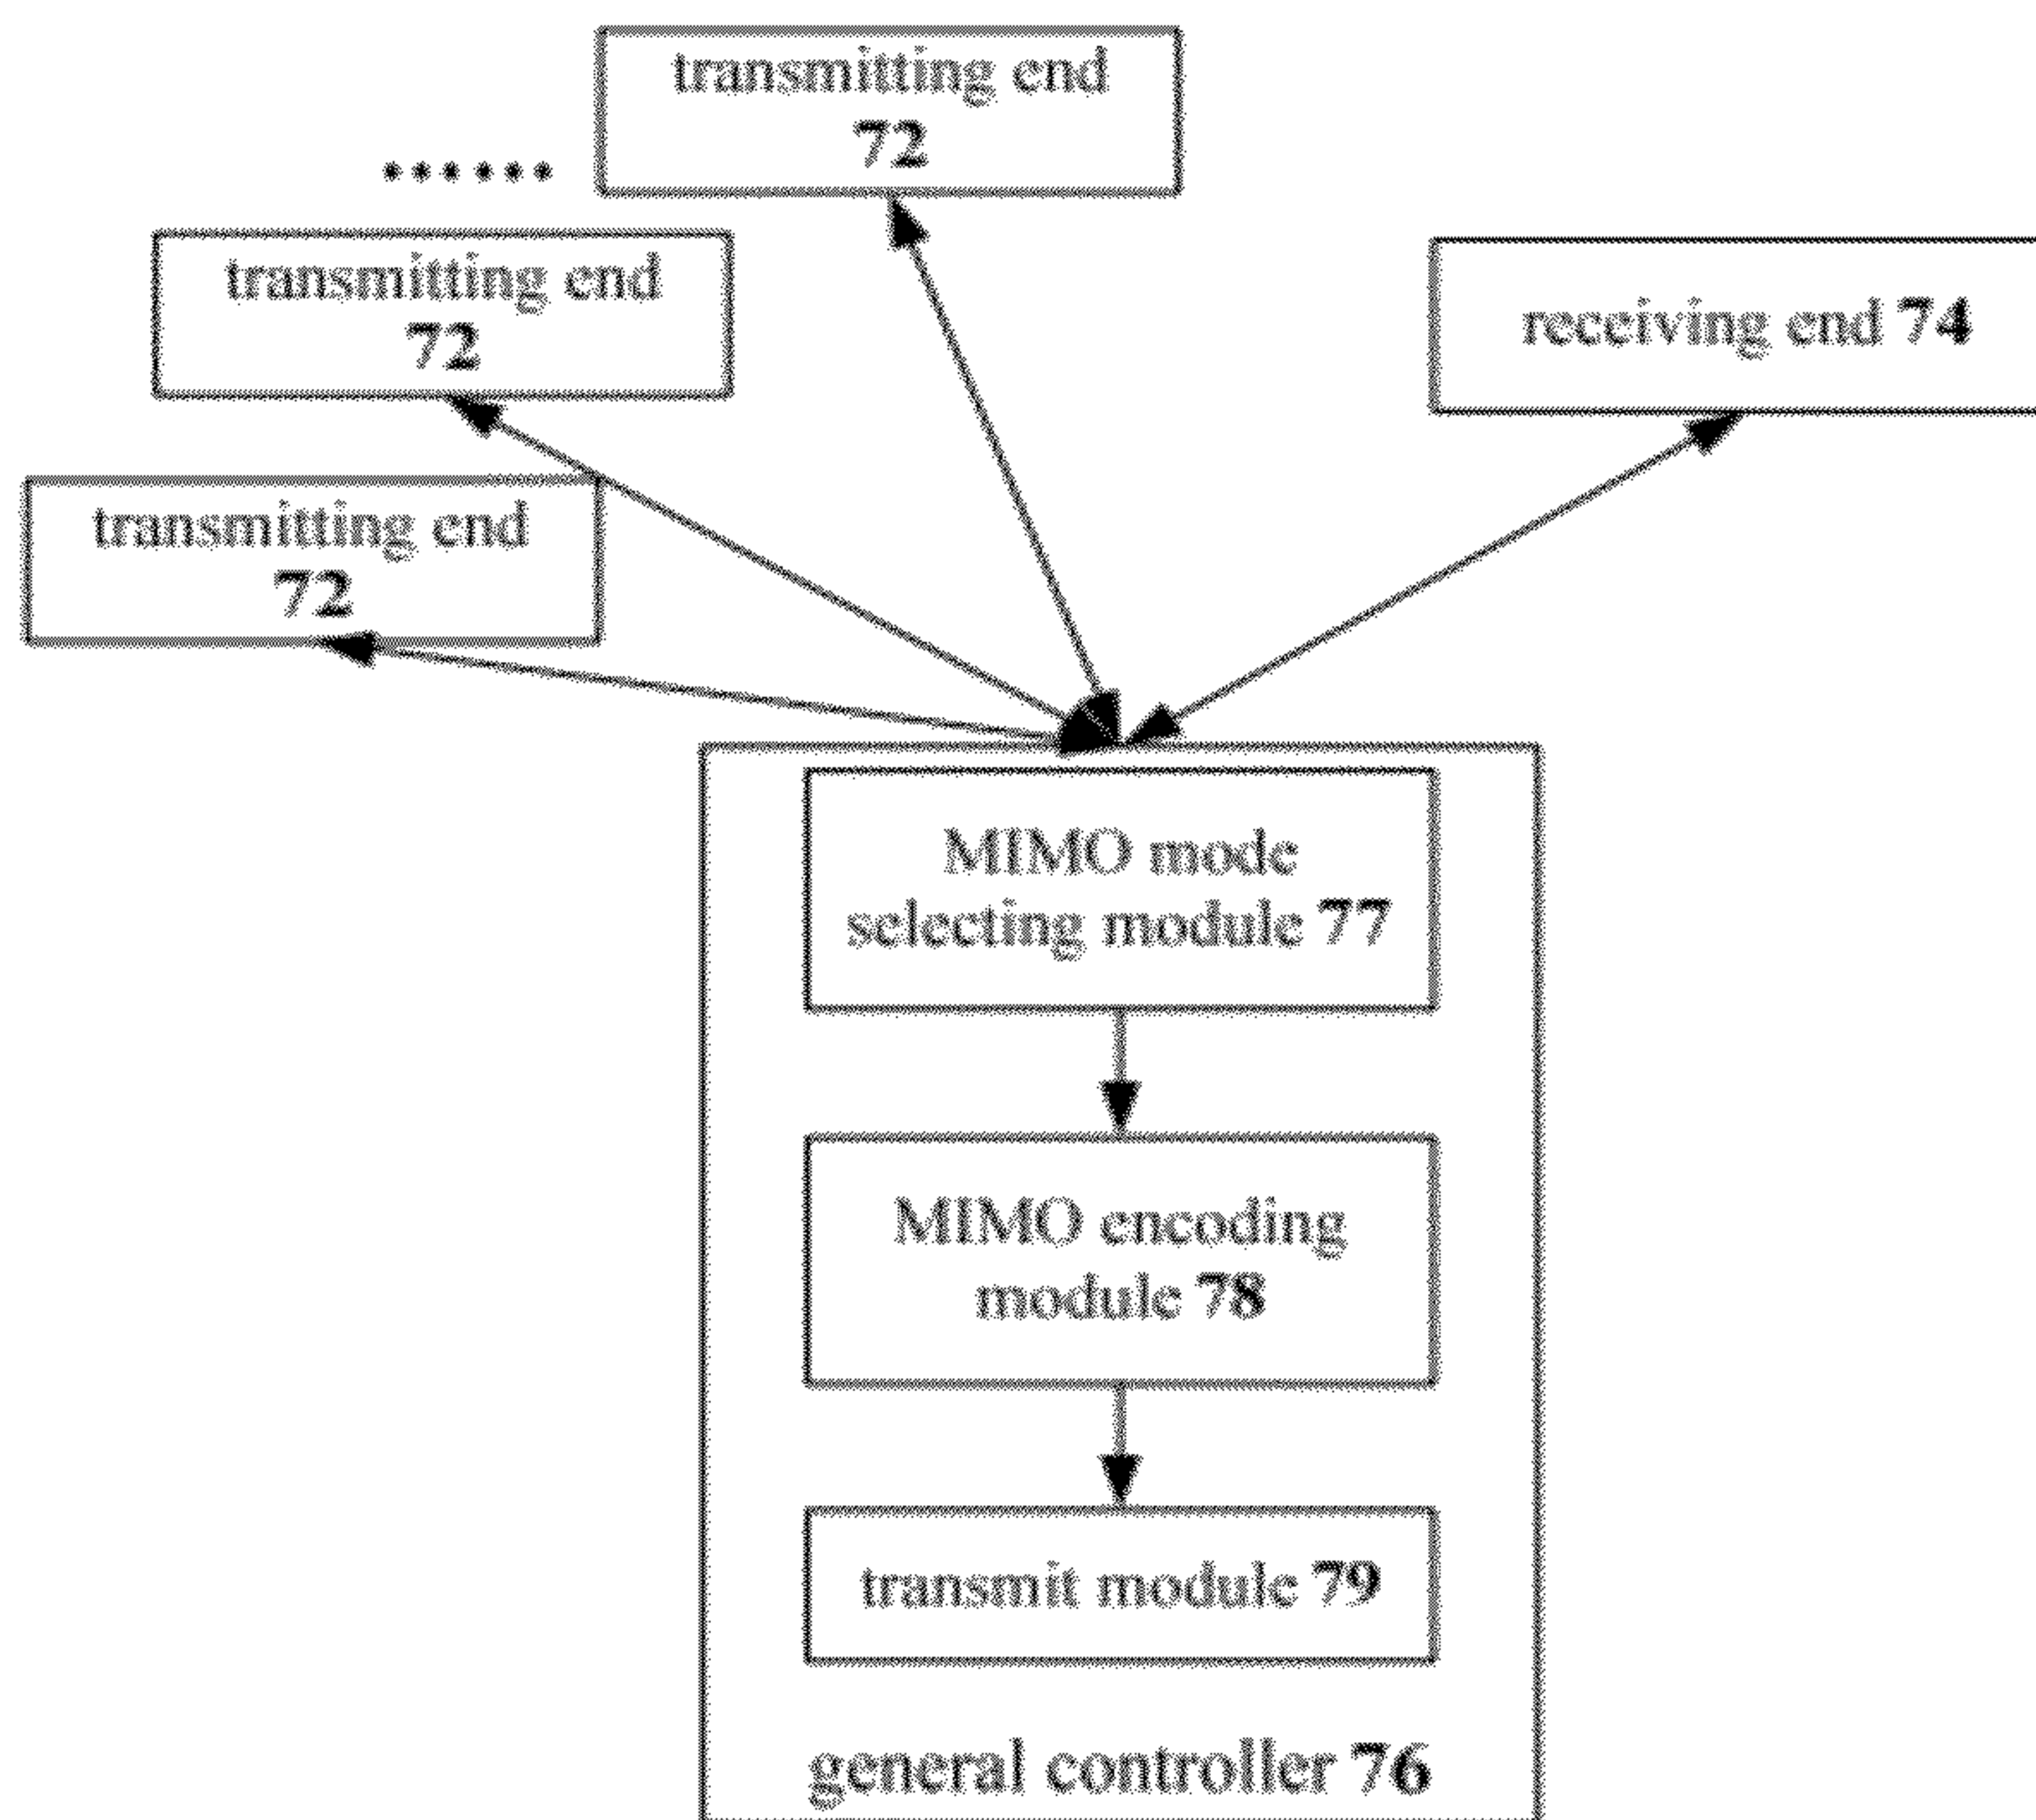 transmitting end
72
......
transmitting end
72
receiving end 74
transmitting end
72
MIMO mode
selecting module 77
MIMO encoding
module 78
transmit module 79
general controller 76